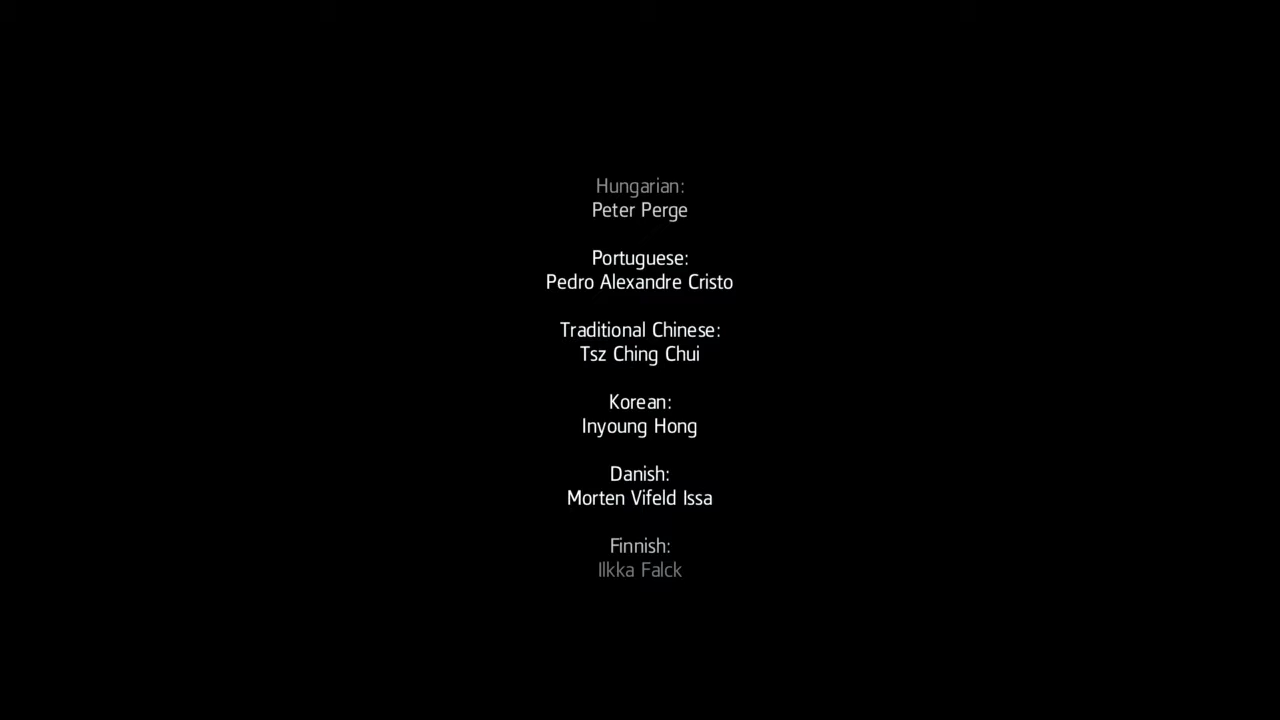 Hungarian:
Peter Perge
Portuguese:
Pedro Alexandre Cristo
Traditional Chinese:
Tsz Ching Chui
Korean:
Inyoung Hong
Danish:
Morten Vifeld Issa
Finnish:
Ilkka Falck